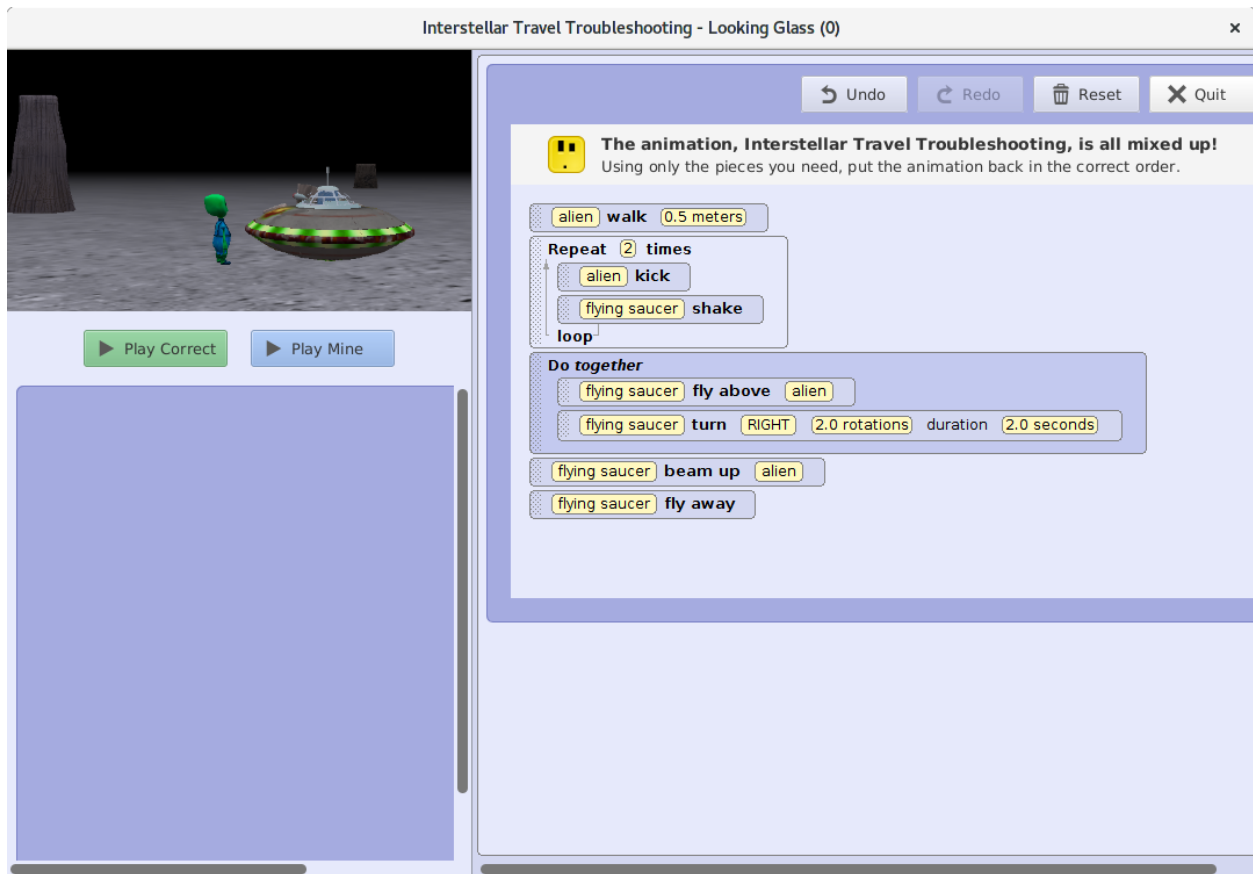 Interstellar Travel Troubleshooting - Looking Glass (0)
Undo Redo Reset Quit
The animation, Interstellar Travel Troubleshooting, is all mixed up!
Using only the pieces you need, put the animation back in the correct order.
alien walk 0.5 meters
Repeat 2 times
alien kick
flying saucer shake
loop
Do together
flying saucer fly above alien
flying saucer turn RIGHT 2.0 rotations duration 2.0 seconds
flying saucer beam up alien
flying saucer fly away
Play Correct Play Mine